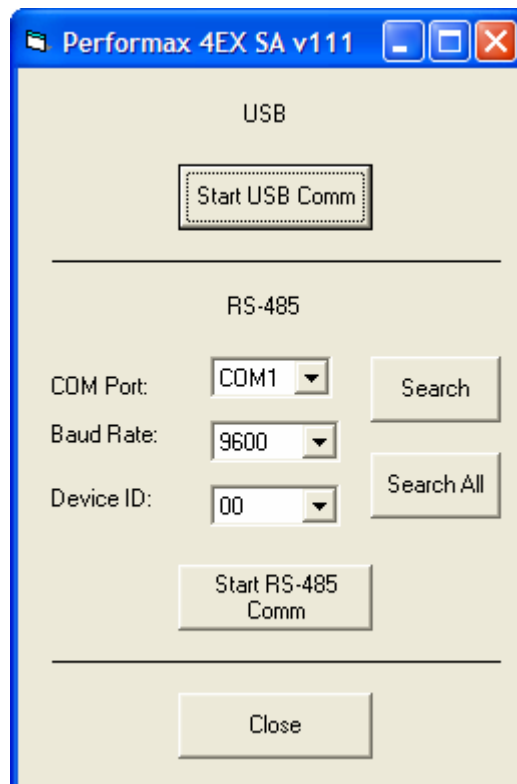 Performax 4EX SA v111
USB
Start USB Comm
RS-485
COM Port:
COM1
Search
Baud Rate:
9600
Device ID:
00
Search All
Start RS-485
Comm
Close